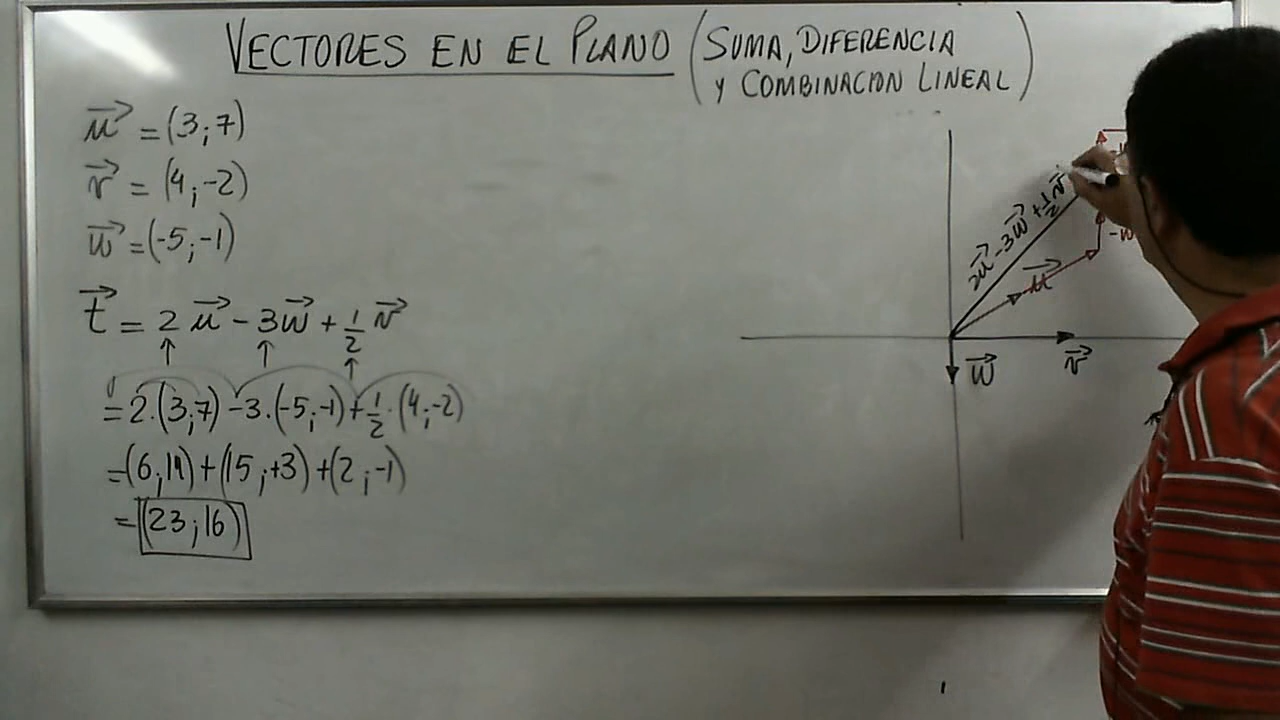 VECTORES EN EL PLANO (SUMA, DIFERENCIA
Y COMBINACION LINEAL)
u⃗ = (3;7)
v⃗ = (4;-2)
w⃗ = (-5;-1)
t⃗ = 2u⃗ - 3w⃗ + 1/2 v⃗
= 2·(3;7) - 3·(-5;-1) + 1/2·(4;-2)
= (6;14) + (15;+3) + (2;-1)
= (23;16)
2u⃗ - 3w⃗ + 1/2 v⃗
-w
u⃗
w⃗
v⃗